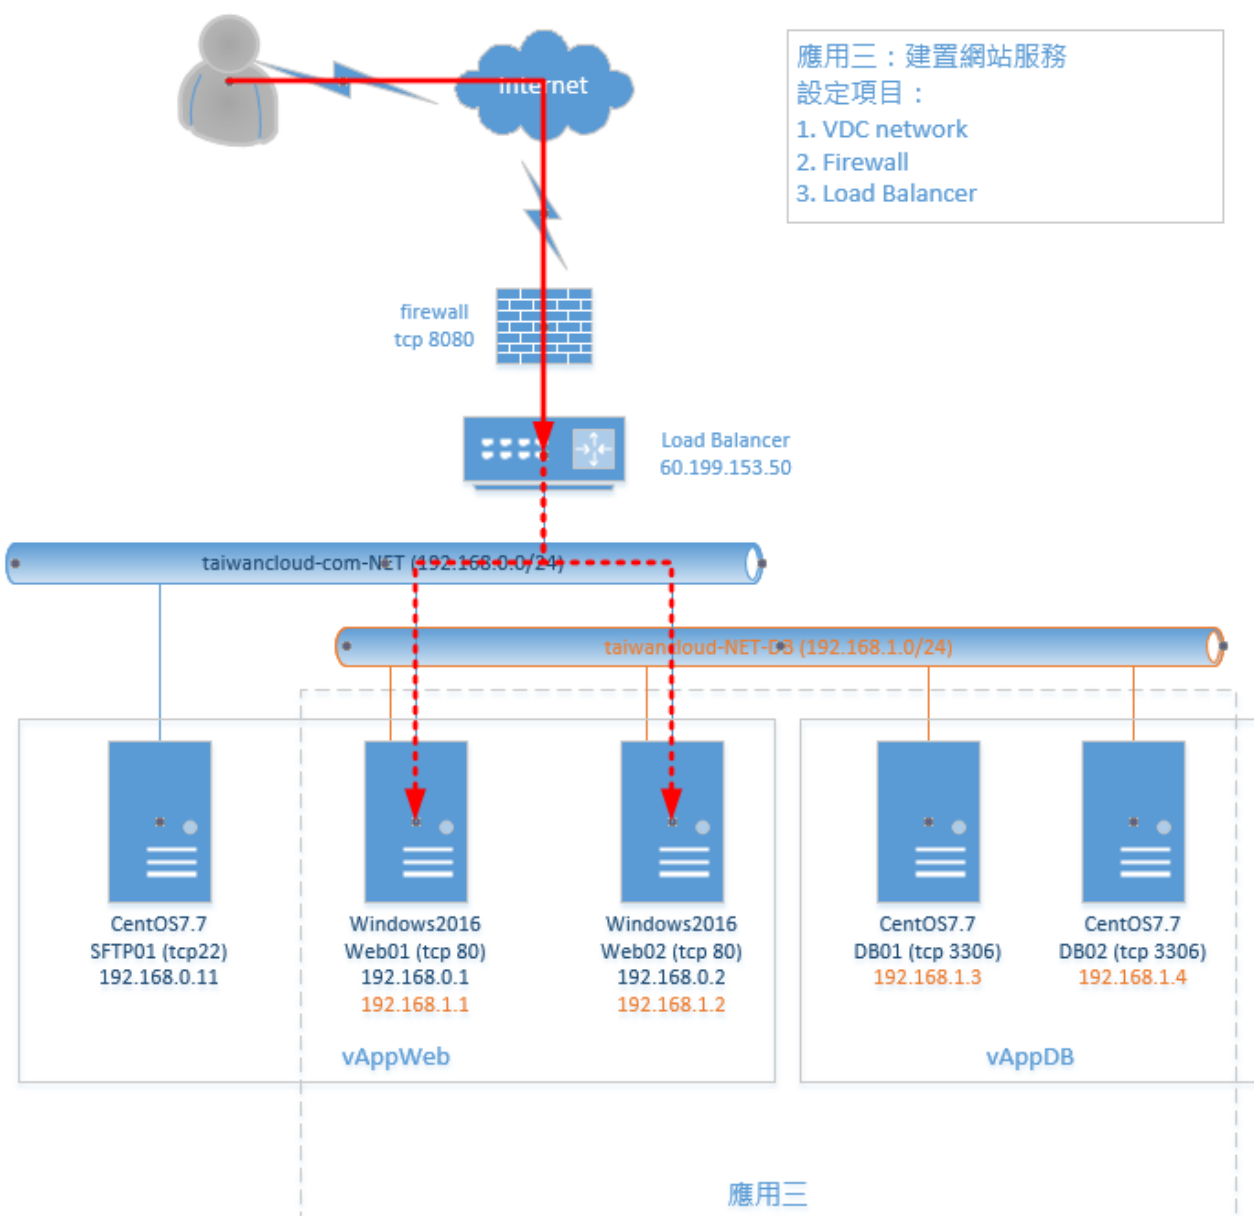 internet
應用三：建置網站服務
設定項目：
1. VDC network
2. Firewall
3. Load Balancer
firewall
tcp 8080
Load Balancer
60.199.153.50
taiwancloud-com-NET (192.168.0.0/24)
taiwancloud-NET-DB (192.168.1.0/24)
CentOS7.7
SFTP01 (tcp22)
192.168.0.11
Windows2016
Web01 (tcp 80)
192.168.0.1
192.168.1.1
Windows2016
Web02 (tcp 80)
192.168.0.2
192.168.1.2
CentOS7.7
DB01 (tcp 3306)
192.168.1.3
CentOS7.7
DB02 (tcp 3306)
192.168.1.4
vAppWeb
vAppDB
應用三